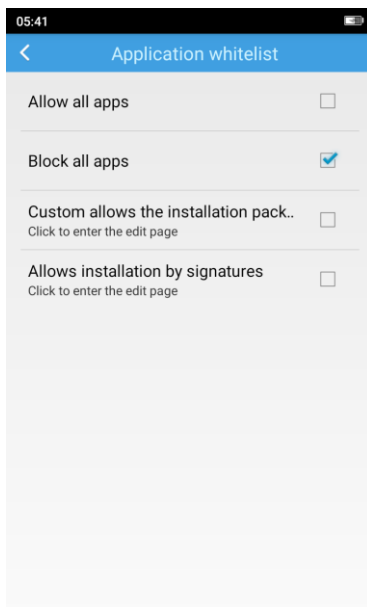 05:41
Application whitelist
Allow all apps
Block all apps
Custom allows the installation pack..
Click to enter the edit page
Allows installation by signatures
Click to enter the edit page